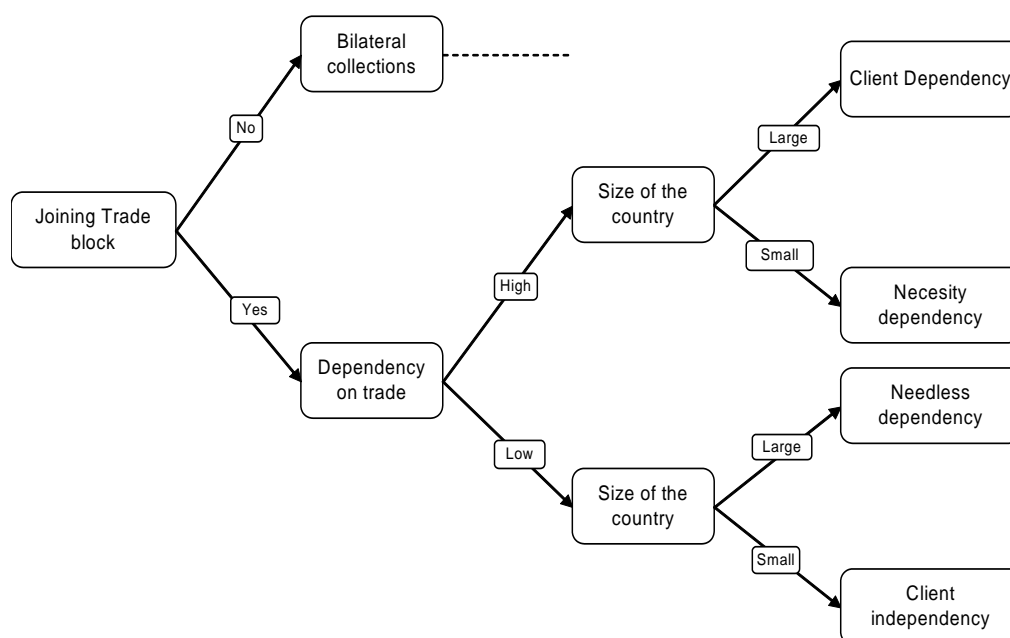 Bilateral
collections
Client Dependency
No
Large
Joining Trade
block
Size of the
country
Small
High
Yes
Necesity
dependency
Dependency
on trade
Needless
dependency
Low
Large
Size of the
country
Small
Client
independency